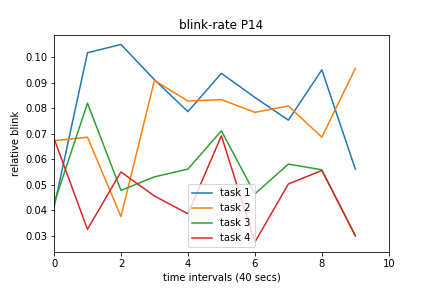 blink-rate P14
relative blink
0.10
0.09
0.08
0.07
0.06
0.05
0.04
0.03
task 1
task 2
task 3
task 4
0 2 4 6 8 10
time intervals (40 secs)